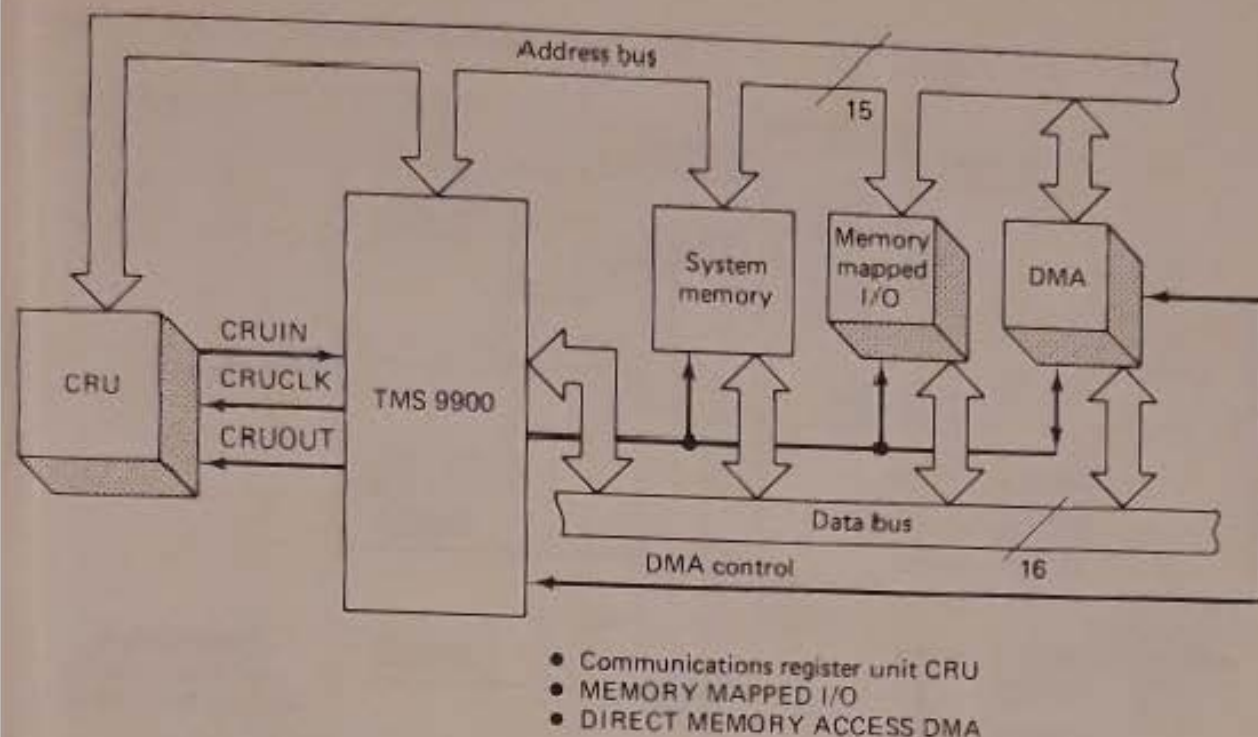 Address bus
15
System
memory
Memory
mapped
I/O
DMA
CRU
CRUIN
CRUCLK
CRUOUT
TMS 9900
Data bus
16
DMA control
• Communications register unit CRU
• MEMORY MAPPED I/O
• DIRECT MEMORY ACCESS DMA